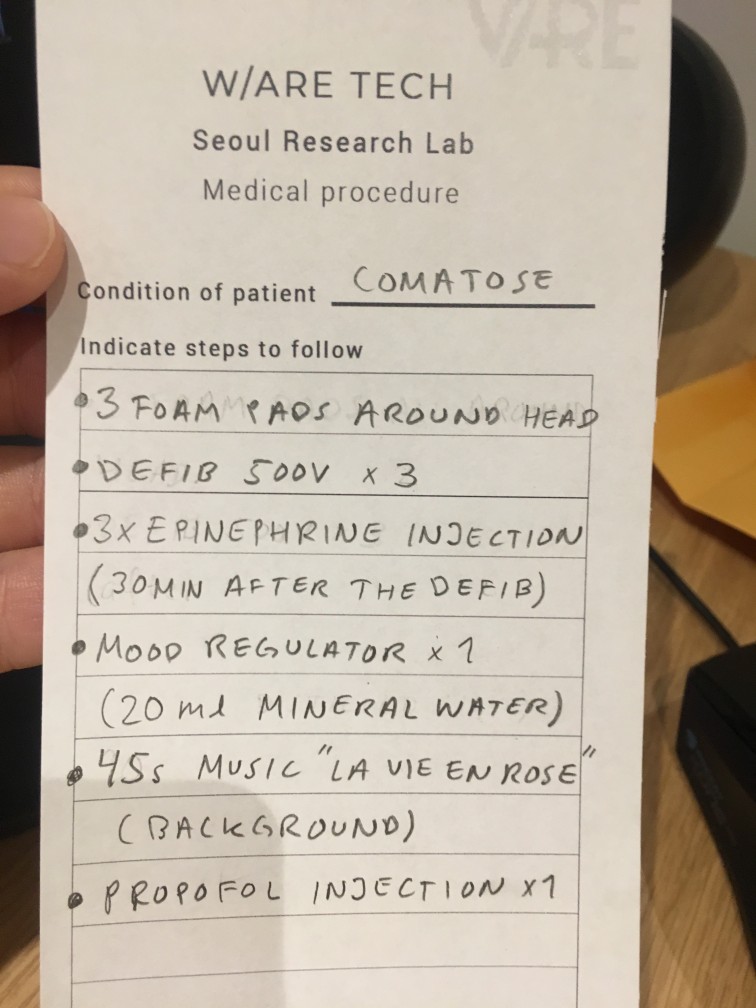 V/ARE
W/ARE TECH
Seoul Research Lab
Medical procedure
Condition of patient COMATOSE
Indicate steps to follow
• 3 FOAM PADS AROUND HEAD
• DEFIB 500V x 3
• 3x EPINEPHRINE INJECTION
(30MIN AFTER THE DEFIB)
• MOOD REGULATOR x 1
(20 ml MINERAL WATER)
• 45s MUSIC "LA VIE EN ROSE"
(BACKGROUND)
• PROPOFOL INJECTION x1